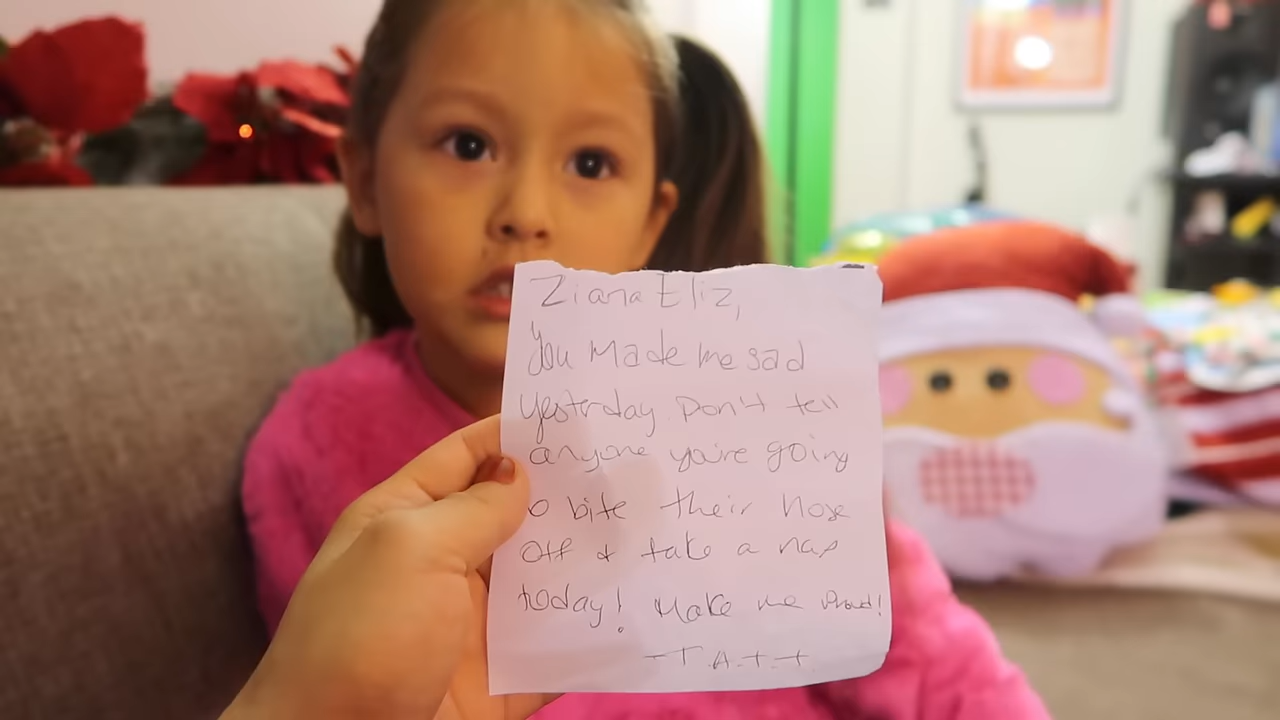 Ziana Eliz,
You Made me sad
yesterday. Don't tell
anyone you're going
to bite their nose
off & take a nap
today! Make me proud!
-T.A.T.T.